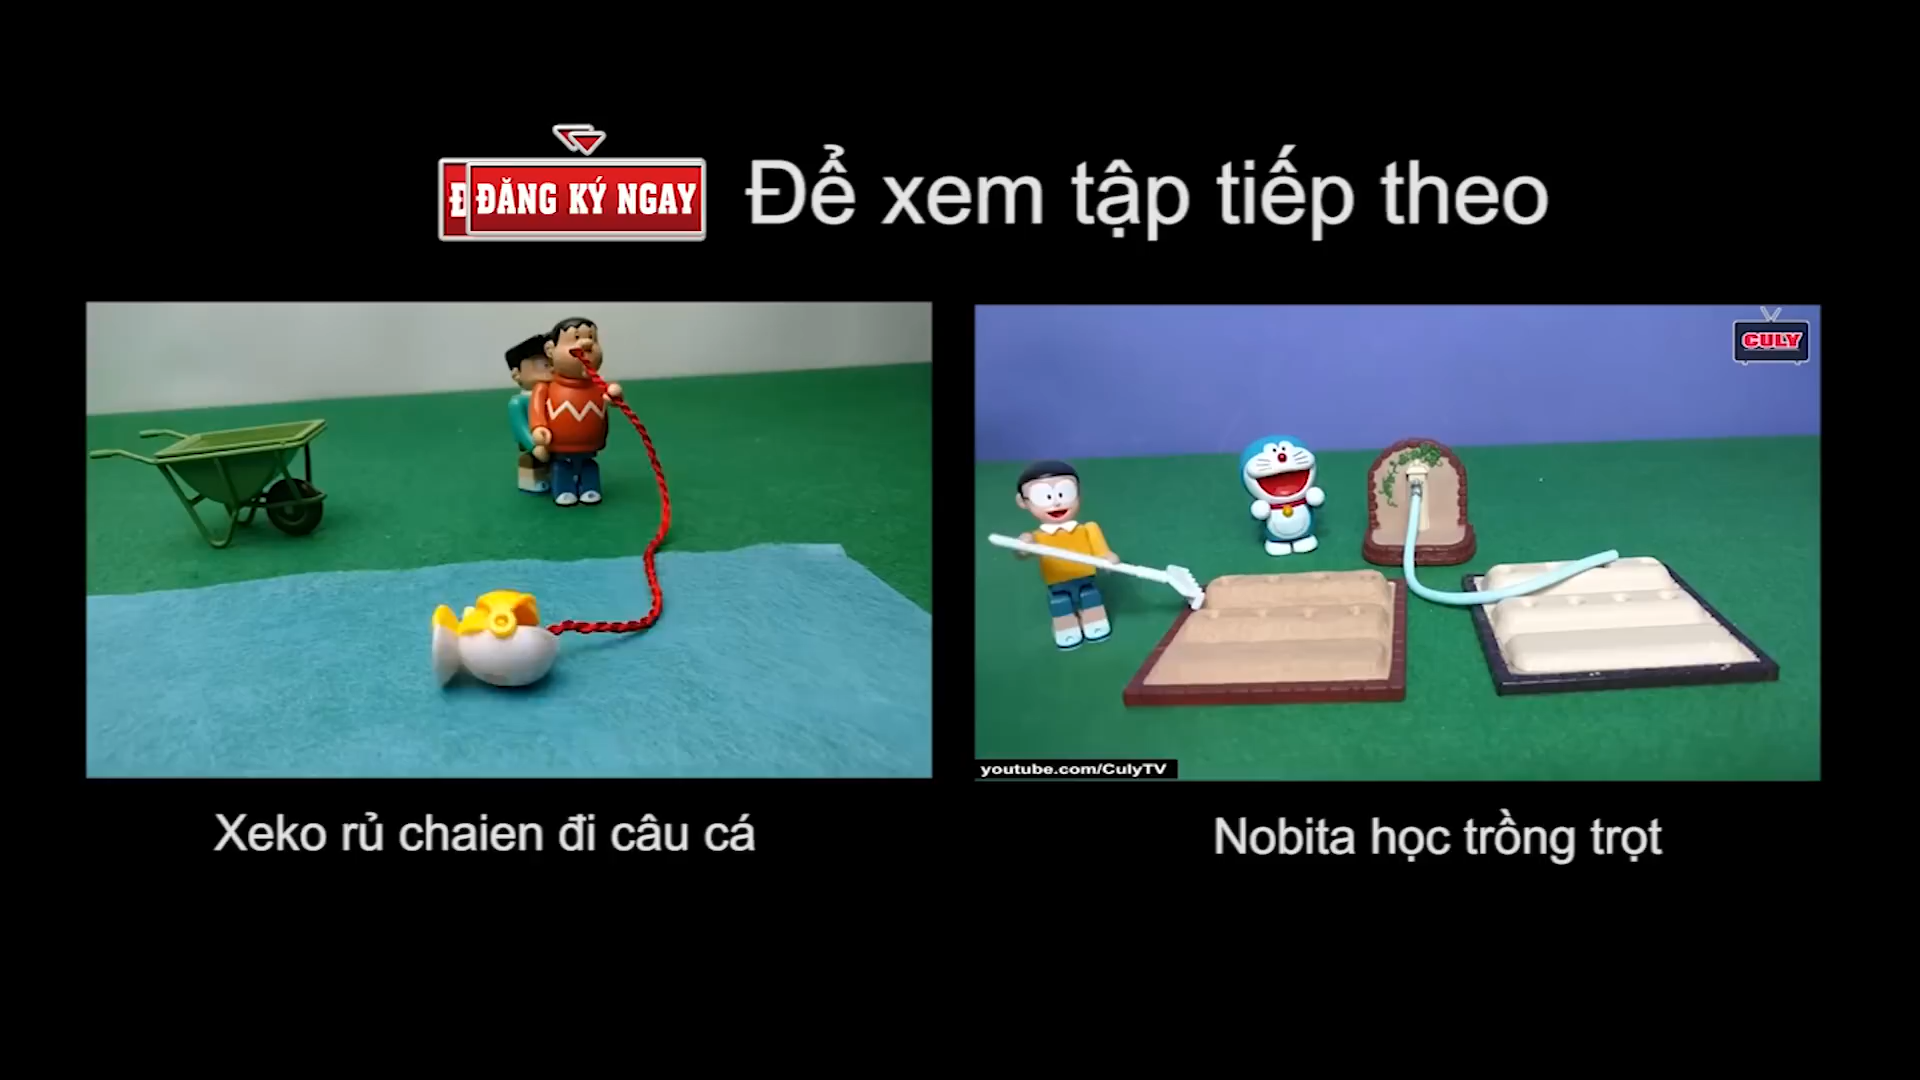 ĐĂNG KÝ NGAY
Để xem tập tiếp theo
CULY
youtube.com/CulyTV
Xeko rủ chaien đi câu cá
Nobita học trồng trọt